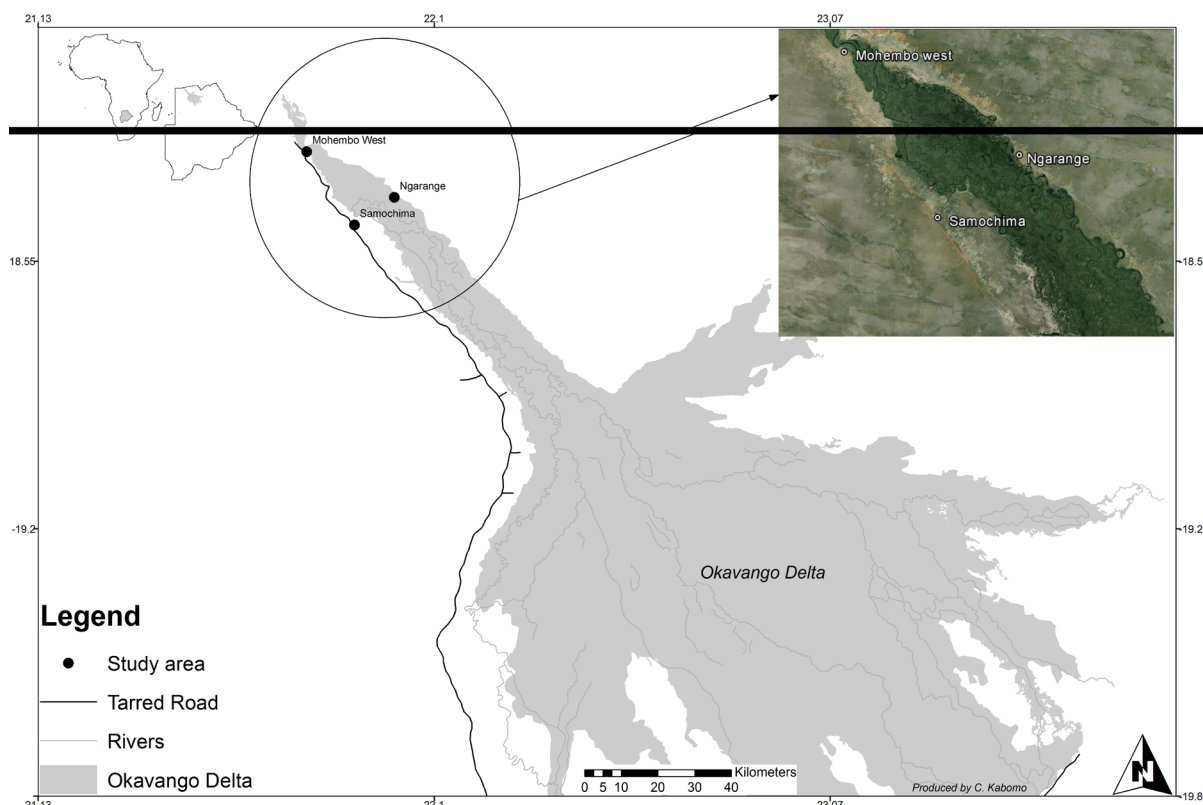 21.13
22.1
23.07
Mohembo west
Mohembo West
Ngarange
Ngarange
Samochima
Samochima
18.55
-18.5
-19.2
-19.2
Okavango Delta
Legend
Study area
Tarred Road
Rivers
Okavango Delta
Kilometers
0 5 10 20 30 40
N
Produced by C. Kabomo
-19.8
21.13
22.1
23.07